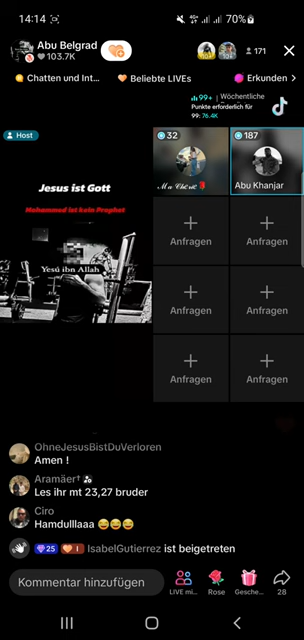 14:14
70%
Abu Belgrad
103.7K
171
Chatten und Int...
Beliebte LIVEs
Erkunden >
99+ | Wöchentliche
Punkte erforderlich für
99: 76.4K
Host
32
187
Jesus ist Gott
Mohammed ist kein Prophet
Yesú ibn Allah
Abu Khanjar
Anfragen
Anfragen
Anfragen
Anfragen
Anfragen
Anfragen
OhneJesusBistDuVerloren
Amen !
Aramäer†
Les ihr mt 23,27 bruder
Ciro
Hamdulllaaa 😂😂😂
25 1 IsabelGutierrez ist beigetreten
Kommentar hinzufügen
LIVE mi...
Rose
Gesche...
28